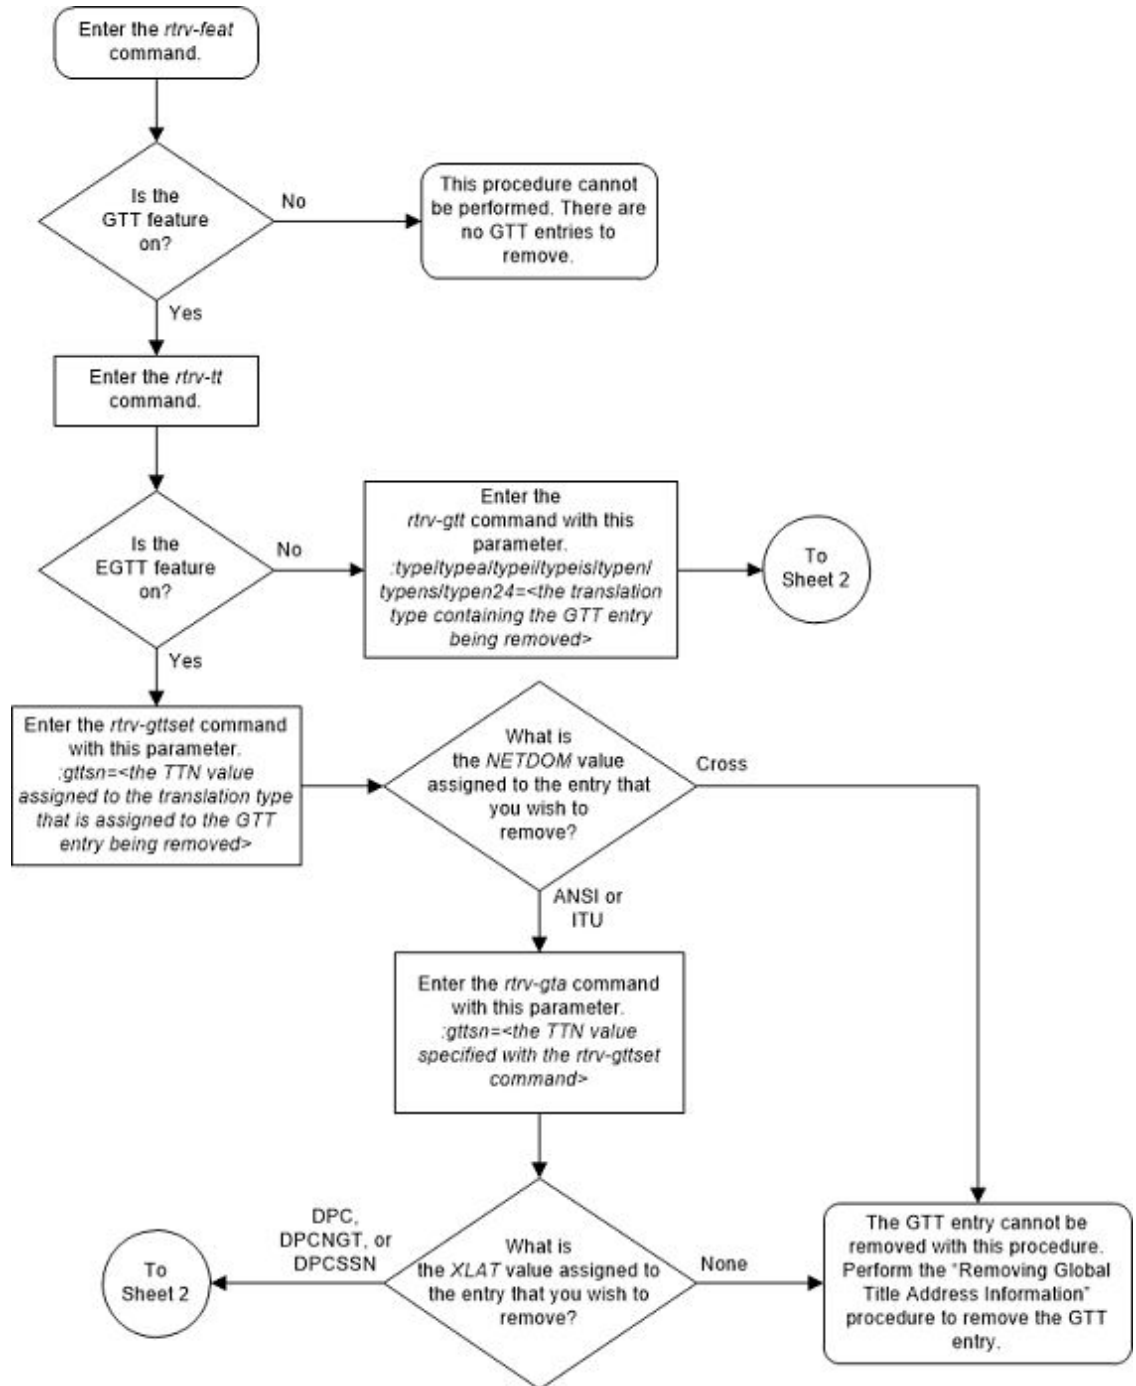 Enter the rtrv-feat
command.
Is the
GTT feature
on?
No
This procedure cannot
be performed. There are
no GTT entries to
remove.
Yes
Enter the rtrv-tt
command.
Is the
EGTT feature
on?
No
Enter the
rtrv-gtt command with this
parameter.
:type/typea/typei/typeis/typen/
typens/typen24=<the translation
type containing the GTT entry
being removed>
To
Sheet 2
Yes
Enter the rtrv-gttset command
with this parameter.
:gttsn=<the TTN value
assigned to the translation type
that is assigned to the GTT
entry being removed>
What is
the NETDOM value
assigned to the entry that
you wish to
remove?
Cross
ANSI or
ITU
Enter the rtrv-gta command
with this parameter.
:gttsn=<the TTN value
specified with the rtrv-gttset
command>
What is
the XLAT value assigned to
the entry that you wish to
remove?
DPC,
DPCNGT, or
DPCSSN
To
Sheet 2
None
The GTT entry cannot be
removed with this procedure.
Perform the "Removing Global
Title Address Information"
procedure to remove the GTT
entry.